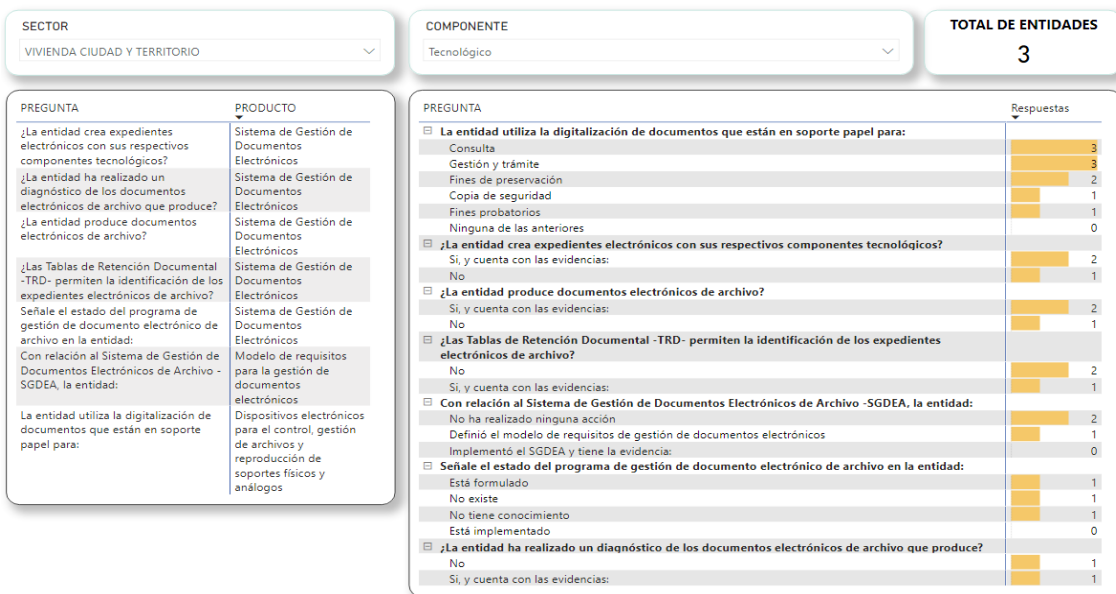 SECTOR
VIVIENDA CIUDAD Y TERRITORIO
COMPONENTE
Tecnológico
TOTAL DE ENTIDADES
3
PREGUNTA PRODUCTO
¿La entidad crea expedientes
electrónicos con sus respectivos
componentes tecnológicos?
Sistema de Gestión de
Documentos
Electrónicos
¿La entidad ha realizado un
diagnóstico de los documentos
electrónicos de archivo que produce?
Sistema de Gestión de
Documentos
Electrónicos
¿La entidad produce documentos
electrónicos de archivo?
Sistema de Gestión de
Documentos
Electrónicos
¿Las Tablas de Retención Documental
-TRD- permiten la identificación de los
expedientes electrónicos de archivo?
Sistema de Gestión de
Documentos
Electrónicos
Señale el estado del programa de
gestión de documento electrónico de
archivo en la entidad:
Sistema de Gestión de
Documentos
Electrónicos
Con relación al Sistema de Gestión de
Documentos Electrónicos de Archivo -
SGDEA, la entidad:
Modelo de requisitos
para la gestión de
documentos
electrónicos
La entidad utiliza la digitalización de
documentos que están en soporte
papel para:
Dispositivos electrónicos
para el control, gestión
de archivos y
reproducción de
soportes físicos y
análogos
PREGUNTA Respuestas
La entidad utiliza la digitalización de documentos que están en soporte papel para:
Consulta 3
Gestión y trámite 3
Fines de preservación 2
Copia de seguridad 1
Fines probatorios 1
Ninguna de las anteriores 0
¿La entidad crea expedientes electrónicos con sus respectivos componentes tecnológicos?
Si, y cuenta con las evidencias: 2
No 1
¿La entidad produce documentos electrónicos de archivo?
Si, y cuenta con las evidencias: 2
No 1
¿Las Tablas de Retención Documental -TRD- permiten la identificación de los expedientes
electrónicos de archivo?
No 2
Si, y cuenta con las evidencias: 1
Con relación al Sistema de Gestión de Documentos Electrónicos de Archivo -SGDEA, la entidad:
No ha realizado ninguna acción 2
Definió el modelo de requisitos de gestión de documentos electrónicos 1
Implementó el SGDEA y tiene la evidencia: 0
Señale el estado del programa de gestión de documento electrónico de archivo en la entidad:
Está formulado 1
No existe 1
No tiene conocimiento 1
Está implementado 0
¿La entidad ha realizado un diagnóstico de los documentos electrónicos de archivo que produce?
No 1
Si, y cuenta con las evidencias: 1